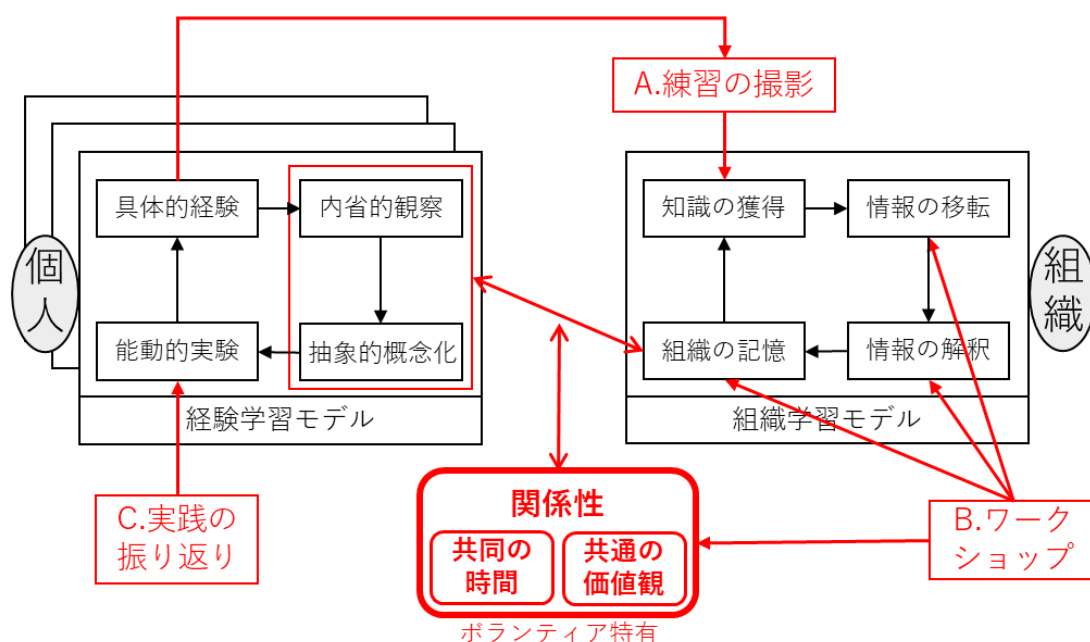 A.練習の撮影
具体的経験
内省的観察
知識の獲得
情報の移転
個
人
組
織
能動的実験
抽象的概念化
組織の記憶
情報の解釈
経験学習モデル
組織学習モデル
C.実践の
振り返り
関係性
共同の
時間
共通の
価値観
B.ワーク
ショップ
ボランティア特有